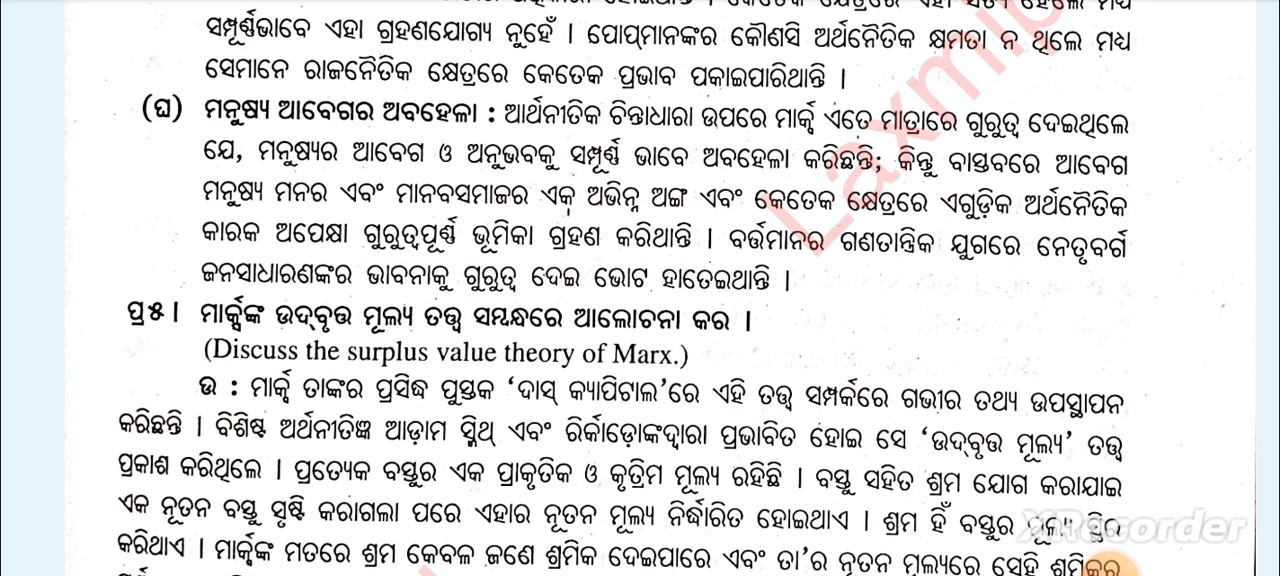 ସମ୍ପୂର୍ଣ୍ଣଭାବେ ଏହା ଗ୍ରହଣଯୋଗ୍ୟ ନୁହେଁ । ପୋପ୍‌ମାନଙ୍କର କୌଣସି ଅର୍ଥନୈତିକ କ୍ଷମତା ନ ଥିଲେ ମଧ୍ୟ
ସେମାନେ ରାଜନୈତିକ କ୍ଷେତ୍ରରେ କେତେକ ପ୍ରଭାବ ପକାଇପାରିଥାନ୍ତି ।
(ଘ) ମନୁଷ୍ୟ ଆବେଗର ଅବହେଳା : ଆର୍ଥନୀତିକ ଚିନ୍ତାଧାରା ଉପରେ ମାର୍କ୍ସ ଏତେ ମାତ୍ରାରେ ଗୁରୁତ୍ୱ ଦେଇଥିଲେ
ଯେ, ମନୁଷ୍ୟର ଆବେଗ ଓ ଅନୁଭବକୁ ସମ୍ପୂର୍ଣ୍ଣ ଭାବେ ଅବହେଳା କରିଛନ୍ତି; କିନ୍ତୁ ବାସ୍ତବରେ ଆବେଗ
ମନୁଷ୍ୟ ମନର ଏବଂ ମାନବସମାଜର ଏକ ଅଭିନ୍ନ ଅଙ୍ଗ ଏବଂ କେତେକ କ୍ଷେତ୍ରରେ ଏଗୁଡ଼ିକ ଅର୍ଥନୈତିକ
କାରକ ଅପେକ୍ଷା ଗୁରୁତ୍ୱପୂର୍ଣ୍ଣ ଭୂମିକା ଗ୍ରହଣ କରିଥାନ୍ତି । ବର୍ତ୍ତମାନର ଗଣତାନ୍ତ୍ରିକ ଯୁଗରେ ନେତୃବର୍ଗ
ଜନସାଧାରଣଙ୍କର ଭାବନାକୁ ଗୁରୁତ୍ୱ ଦେଇ ଭୋଟ ହାତେଇଥାନ୍ତି ।
ପ୍ର୫। ମାର୍କ୍ସଙ୍କ ଉଦ୍‌ବୃତ୍ତ ମୂଲ୍ୟ ତତ୍ତ୍ୱ ସମ୍ବନ୍ଧରେ ଆଲୋଚନା କର ।
(Discuss the surplus value theory of Marx.)
ଉ : ମାର୍କ୍ସ ତାଙ୍କର ପ୍ରସିଦ୍ଧ ପୁସ୍ତକ ‘ଦାସ୍ କ୍ୟାପିଟାଲ’ରେ ଏହି ତତ୍ତ୍ୱ ସମ୍ପର୍କରେ ଗଭୀର ତଥ୍ୟ ଉପସ୍ଥାପନ
କରିଛନ୍ତି । ବିଶିଷ୍ଟ ଅର୍ଥନୀତିଜ୍ଞ ଆଡ଼ାମ ସ୍ମିଥ୍ ଏବଂ ରିର୍କାଡ଼ୋଙ୍କଦ୍ୱାରା ପ୍ରଭାବିତ ହୋଇ ସେ ‘ଉଦ୍‌ବୃତ୍ତ ମୂଲ୍ୟ’ ତତ୍ତ୍ୱ
ପ୍ରକାଶ କରିଥିଲେ । ପ୍ରତ୍ୟେକ ବସ୍ତୁର ଏକ ପ୍ରାକୃତିକ ଓ କୃତ୍ରିମ ମୂଲ୍ୟ ରହିଛି । ବସ୍ତୁ ସହିତ ଶ୍ରମ ଯୋଗ କରାଯାଇ
ଏକ ନୂତନ ବସ୍ତୁ ସୃଷ୍ଟି କରାଗଲା ପରେ ଏହାର ନୂତନ ମୂଲ୍ୟ ନିର୍ଦ୍ଧାରିତ ହୋଇଥାଏ । ଶ୍ରମ ହିଁ ବସ୍ତୁର ମୂଲ୍ୟ ସ୍ଥିର
XRecorder
କରିଥାଏ । ମାର୍କ୍ସଙ୍କ ମତରେ ଶ୍ରମ କେବଳ ଜଣେ ଶ୍ରମିକ ଦେଇପାରେ ଏବଂ ତା’ର ନୂତନ ମୂଲ୍ୟରେ ସେହି ଶ୍ରମିକର